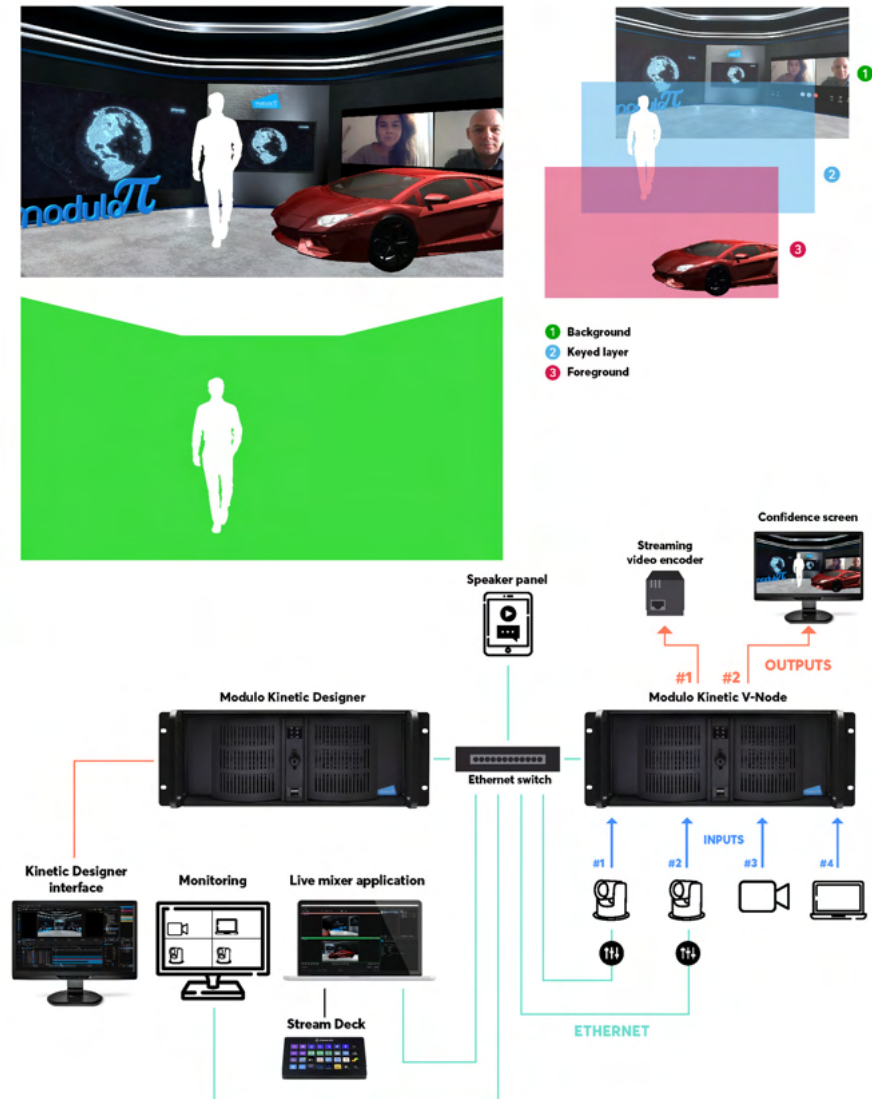 modulo π
1
2
3
1 Background
2 Keyed layer
3 Foreground
Confidence screen
Streaming
video encoder
Speaker panel
#1
#2
OUTPUTS
Modulo Kinetic Designer
Modulo Kinetic V-Node
Ethernet switch
INPUTS
#1
#2
#3
#4
Kinetic Designer
interface
Monitoring
Live mixer application
Stream Deck
ETHERNET